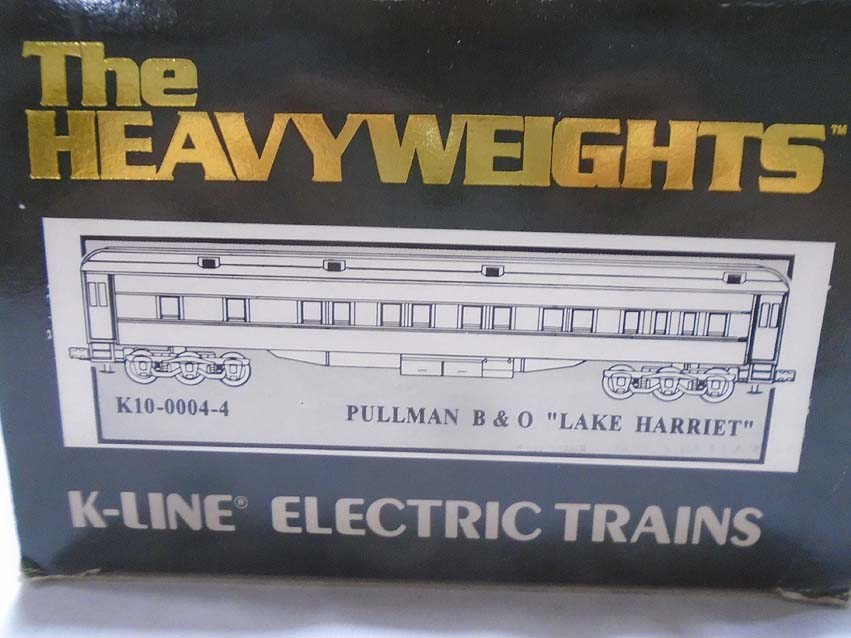 The
HEAVYWEIGHTS™
K10-0004-4
PULLMAN B & O "LAKE HARRIET"
K-LINE® ELECTRIC TRAINS